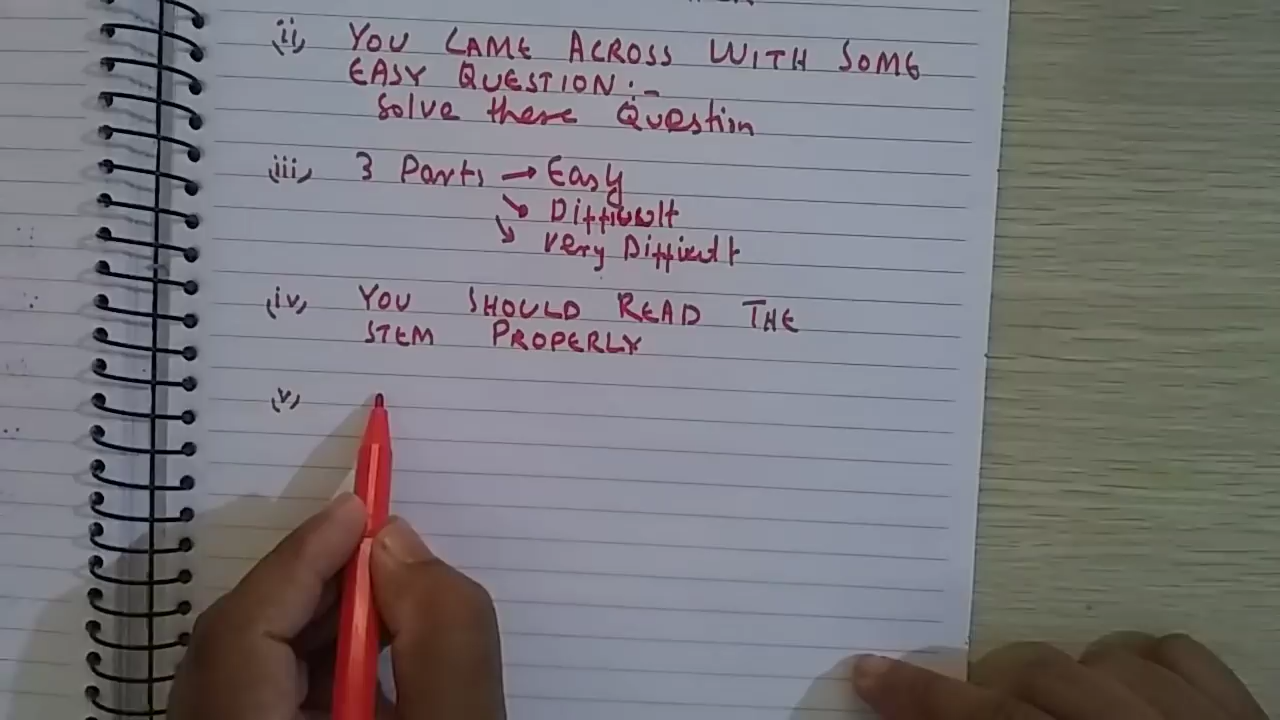 (ii) YOU CAME ACROSS WITH SOME
EASY QUESTION :-
Solve these Question
(iii) 3 Parts → Easy
↘ Difficult
↘ Very Difficult
(iv) YOU SHOULD READ THE
STEM PROPERLY
(v)